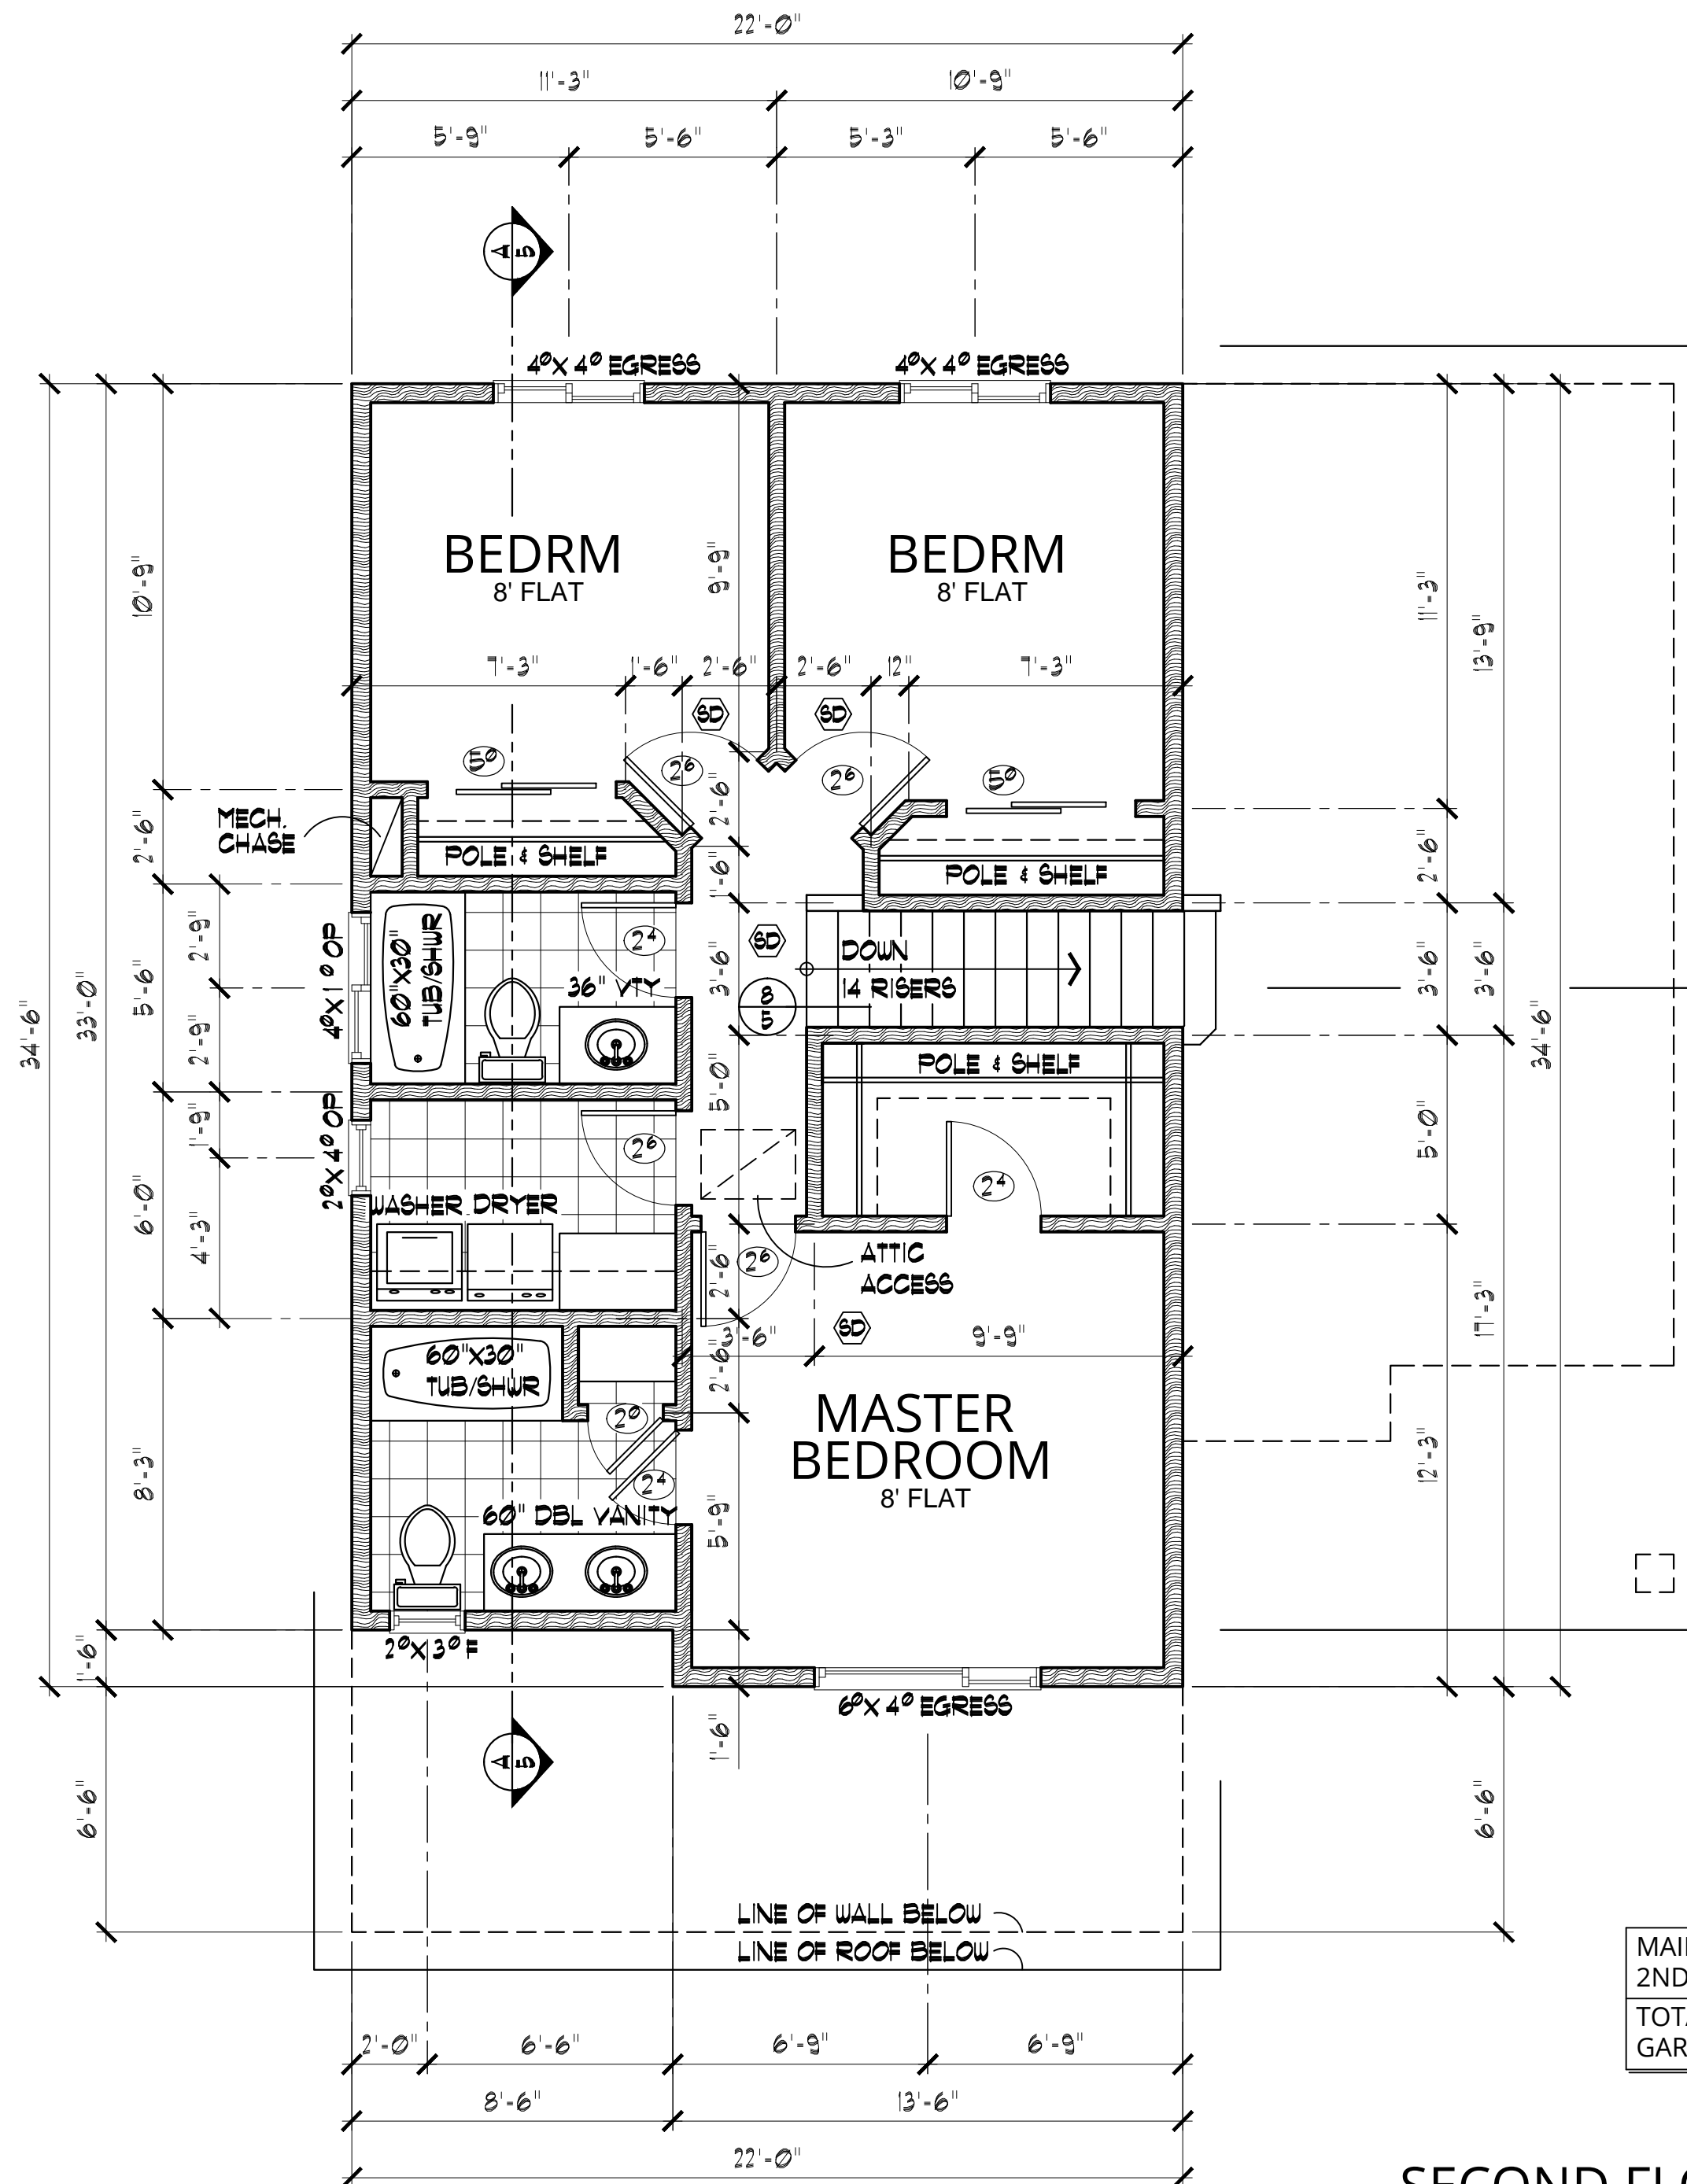 22'-0"
11'-3" 10'-9"
5'-9" 5'-6" 5'-3" 5'-6"
A
5
4⁰X 4⁰ EGRESS 4⁰X 4⁰ EGRESS
BEDRM BEDRM
8' FLAT 8' FLAT
9'-9"
10'-9"
11'-3"
13'-9"
7'-3" 1'-6" 2'-6" 2'-6" 12" 7'-3"
SD SD
5⁰ 2⁶ 2⁶ 5⁰
MECH.
CHASE
2'-6"
2'-6"
1'-6"
2'-6"
POLE & SHELF POLE & SHELF
2'-9"
5'-6"
2'-9"
4⁰X 1⁰ OP
60"X30"
TUB/SHWR
2⁴
36" VTY
SD
DOWN
14 RISERS
8
5
3'-6"
3'-6"
3'-6"
34'-6"
33'-0"
34'-6"
5'-0"
POLE & SHELF
5'-0"
1'-9"
6'-0"
4'-3"
2⁰X 4⁰ OP
2⁶
2⁴
WASHER DRYER
2⁶
ATTIC
ACCESS
2'-6"
SD
3'-6" 9'-9"
17'-3"
60"X30"
TUB/SHWR
2'-6"
2⁰
MASTER
BEDROOM
8' FLAT
2⁴
8'-3"
12'-3"
60" DBL VANITY
5'-9"
2⁰X 3⁰ F
1'-6"
6⁰X 4⁰ EGRESS
1'-6"
A
5
6'-6"
6'-6"
LINE OF WALL BELOW
LINE OF ROOF BELOW
2ND
2'-0" 6'-6" 6'-9" 6'-9"
8'-6" 13'-6"
22'-0"
SECOND